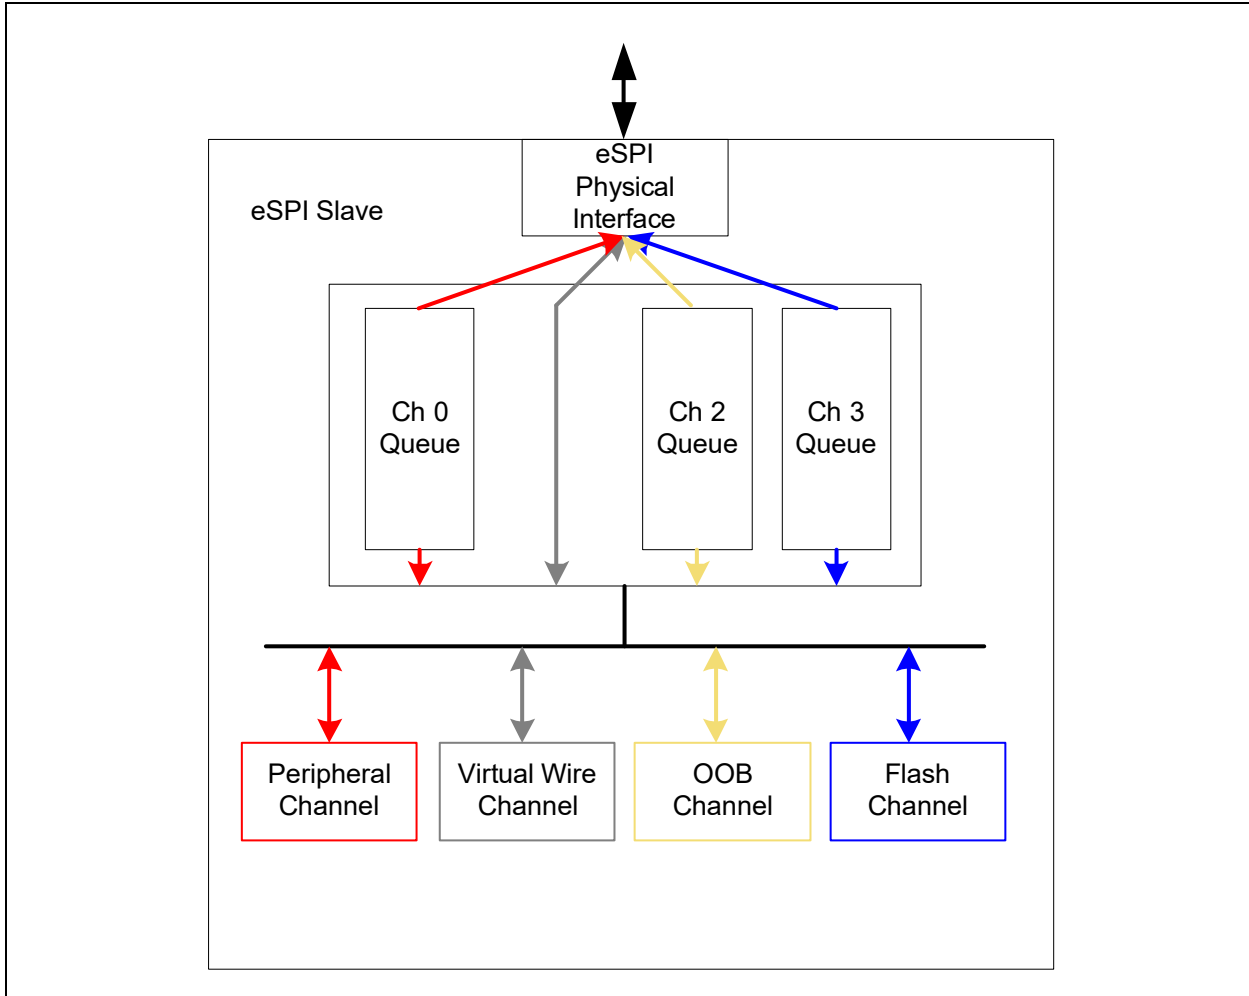 eSPI
Physical
Interface
eSPI Slave
Ch 0
Queue
Ch 2
Queue
Ch 3
Queue
Peripheral
Channel
Virtual Wire
Channel
OOB
Channel
Flash
Channel